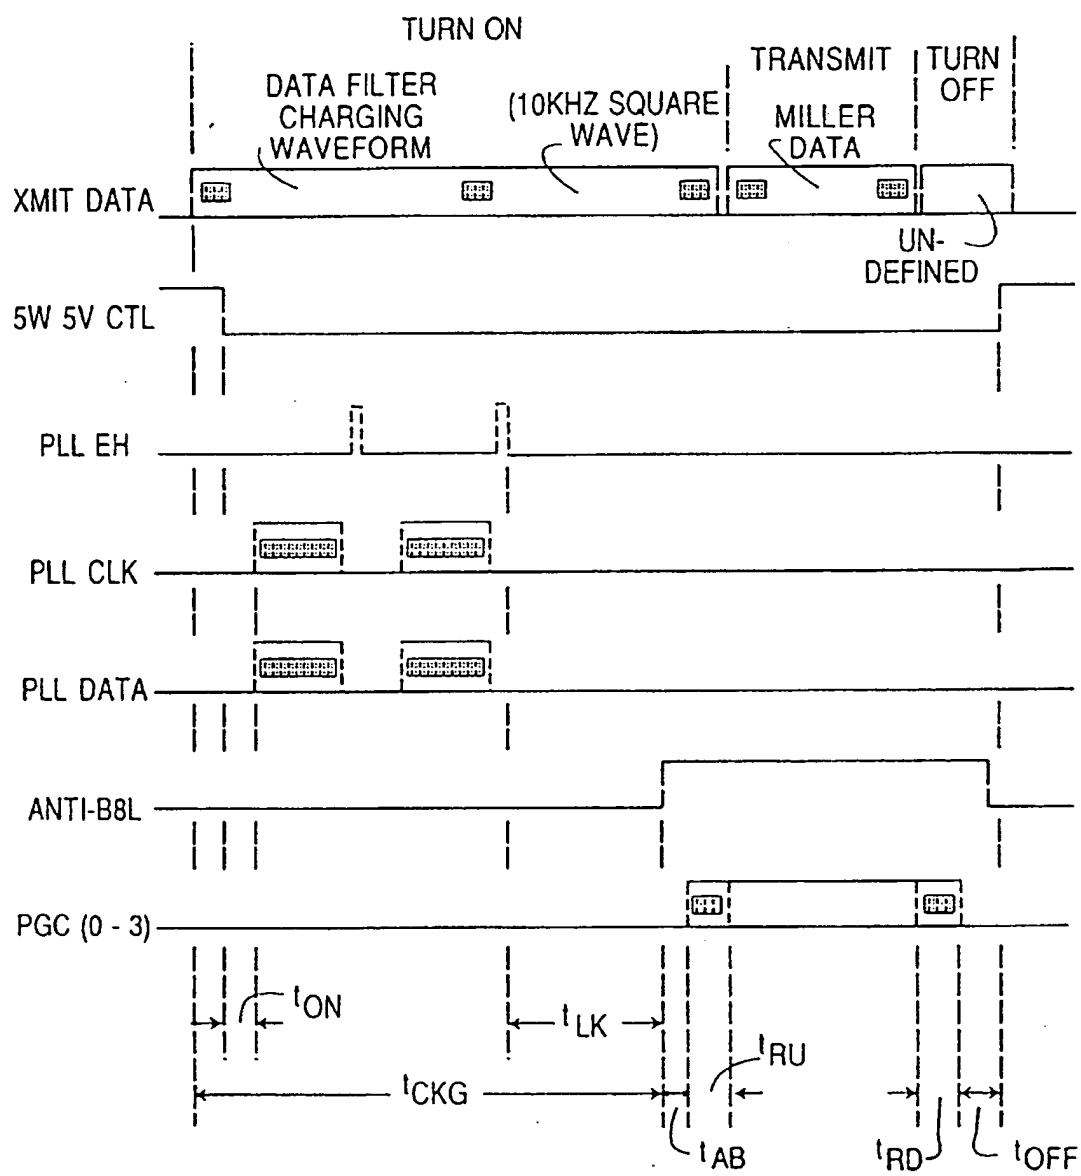 TURN ON
TRANSMIT
TURN
OFF
DATA FILTER
CHARGING
WAVEFORM
(10KHZ SQUARE
WAVE)
MILLER
DATA
XMIT DATA
UN-
DEFINED
5W 5V CTL
PLL EH
PLL CLK
PLL DATA
ANTI-B8L
PGC (0 - 3)
tON
tLK
tRU
tCKG
tAB
tRD
tOFF